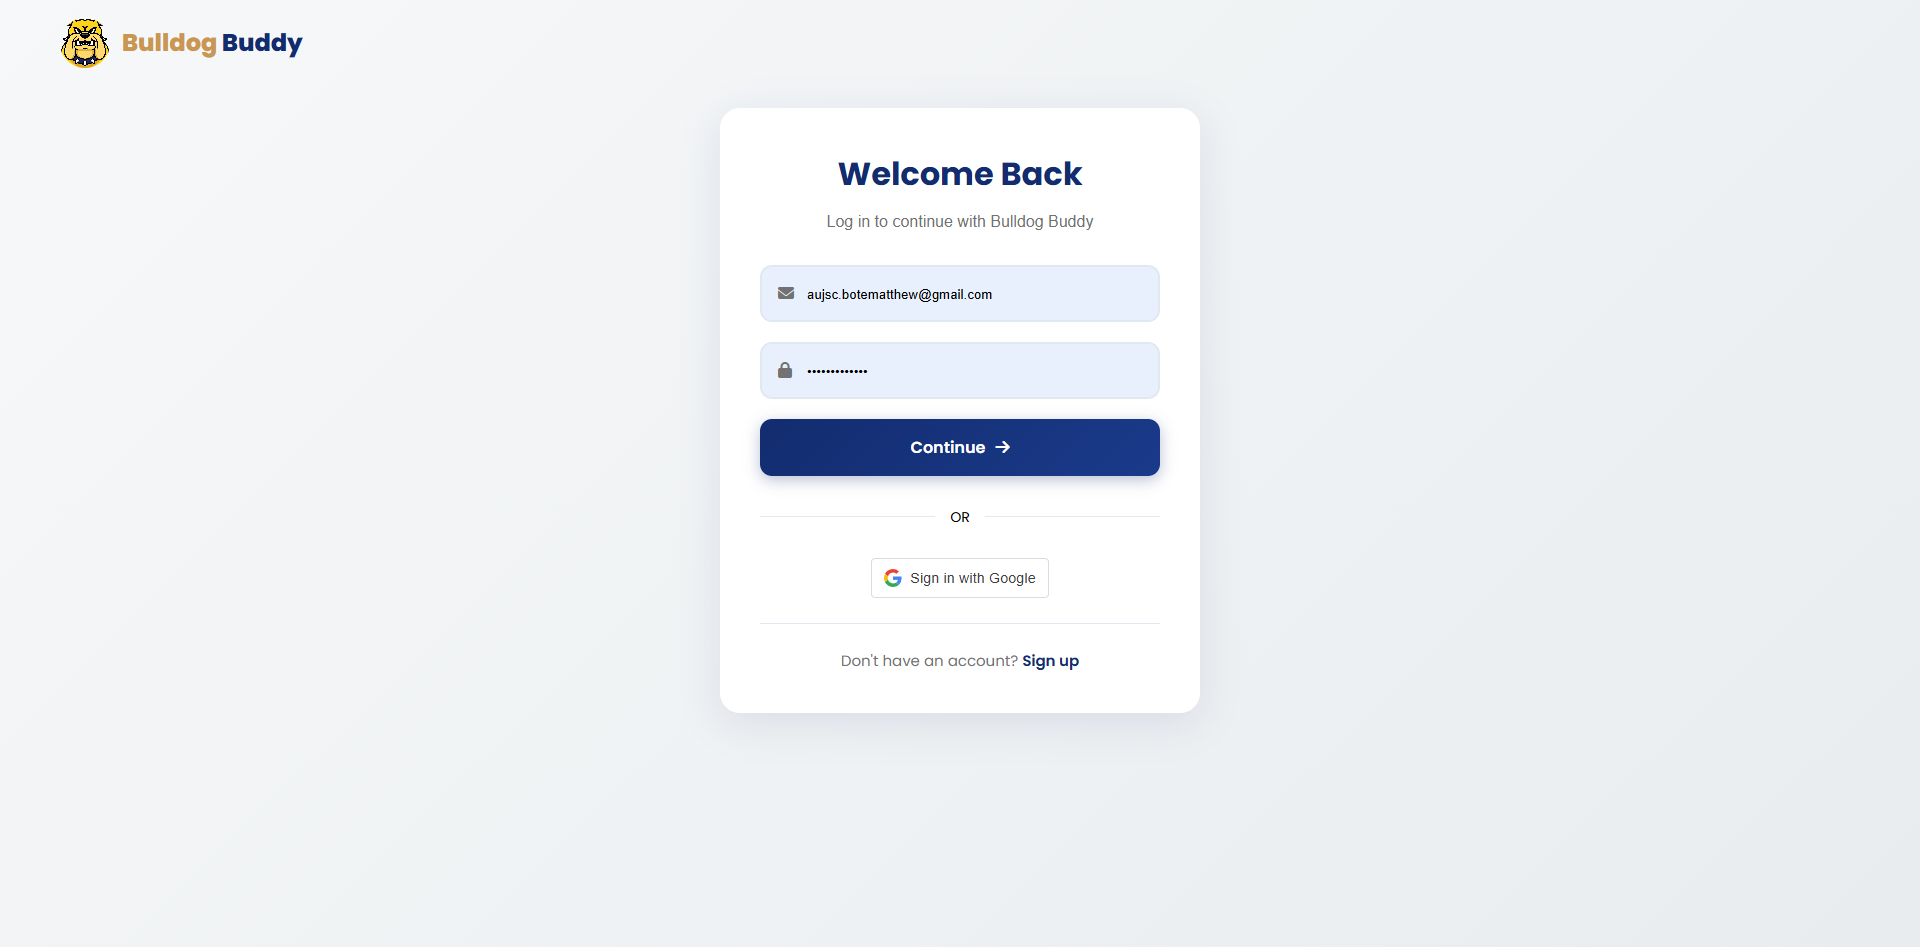 Bulldog Buddy
Welcome Back
Log in to continue with Bulldog Buddy
aujsc.botematthew@gmail.com
•••••••••••••
Continue →
OR
Sign in with Google
Don't have an account? Sign up